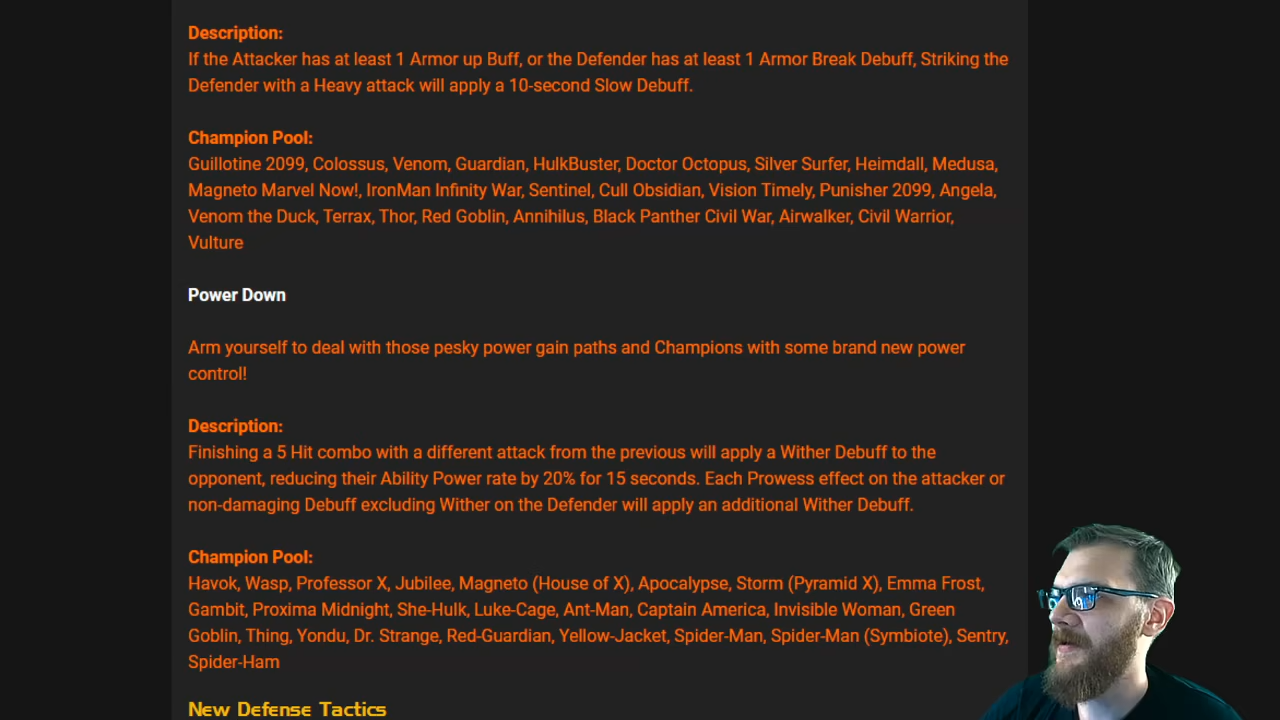 Description:
If the Attacker has at least 1 Armor up Buff, or the Defender has at least 1 Armor Break Debuff, Striking the
Defender with a Heavy attack will apply a 10-second Slow Debuff.
Champion Pool:
Guillotine 2099, Colossus, Venom, Guardian, HulkBuster, Doctor Octopus, Silver Surfer, Heimdall, Medusa,
Magneto Marvel Now!, IronMan Infinity War, Sentinel, Cull Obsidian, Vision Timely, Punisher 2099, Angela,
Venom the Duck, Terrax, Thor, Red Goblin, Annihilus, Black Panther Civil War, Airwalker, Civil Warrior,
Vulture
Power Down
Arm yourself to deal with those pesky power gain paths and Champions with some brand new power
control!
Description:
Finishing a 5 Hit combo with a different attack from the previous will apply a Wither Debuff to the
opponent, reducing their Ability Power rate by 20% for 15 seconds. Each Prowess effect on the attacker or
non-damaging Debuff excluding Wither on the Defender will apply an additional Wither Debuff.
Champion Pool:
Havok, Wasp, Professor X, Jubilee, Magneto (House of X), Apocalypse, Storm (Pyramid X), Emma Frost,
Gambit, Proxima Midnight, She-Hulk, Luke-Cage, Ant-Man, Captain America, Invisible Woman, Green
Goblin, Thing, Yondu, Dr. Strange, Red-Guardian, Yellow-Jacket, Spider-Man, Spider-Man (Symbiote), Sentry,
Spider-Ham
New Defense Tactics